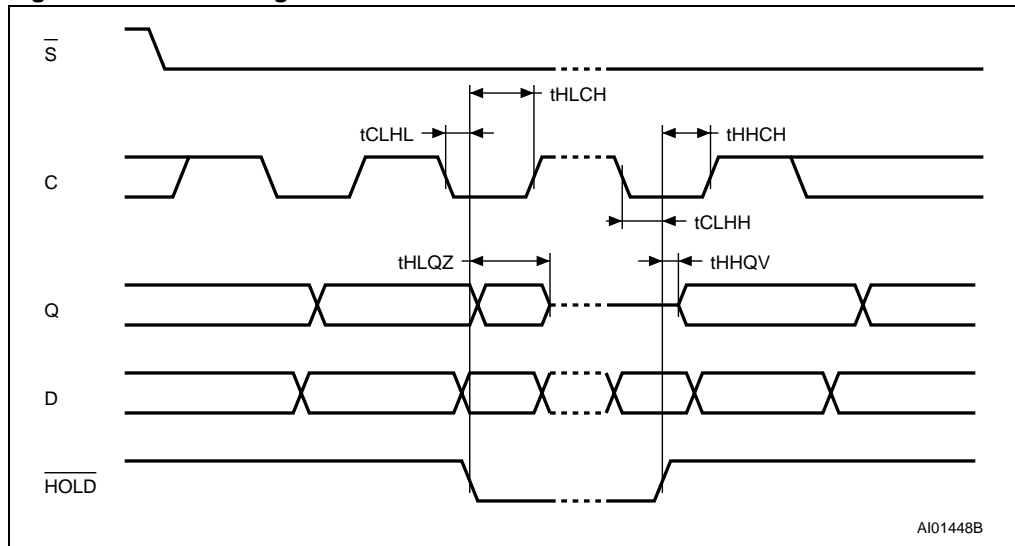 S
tHLCH
tCLHL
tHHCH
C
tCLHH
tHLQZ
tHHQV
Q
D
HOLD
AI01448B